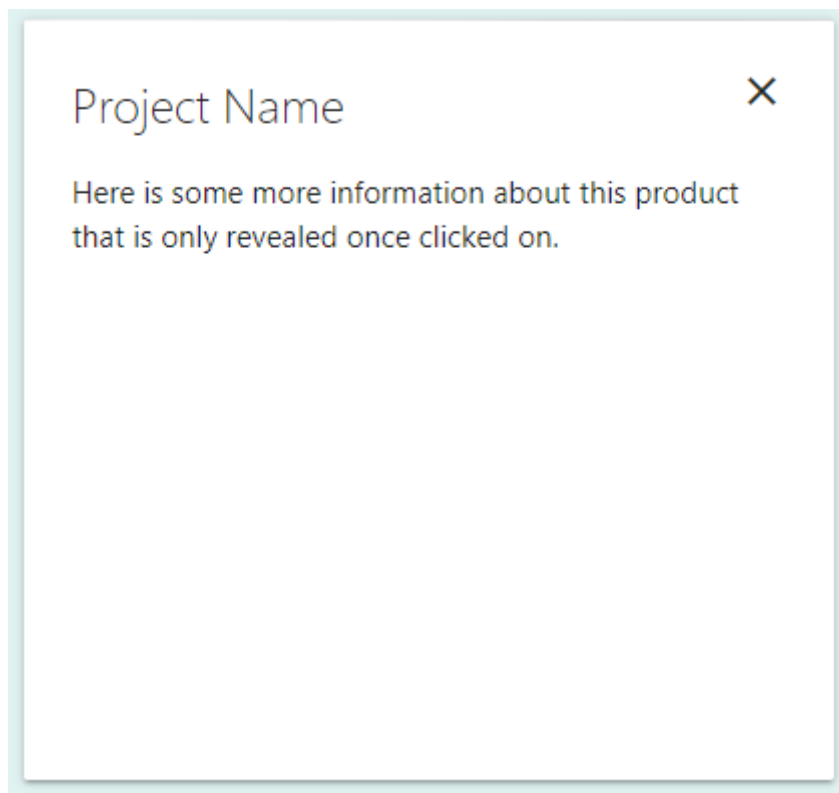 Project Name
Here is some more information about this product
that is only revealed once clicked on.